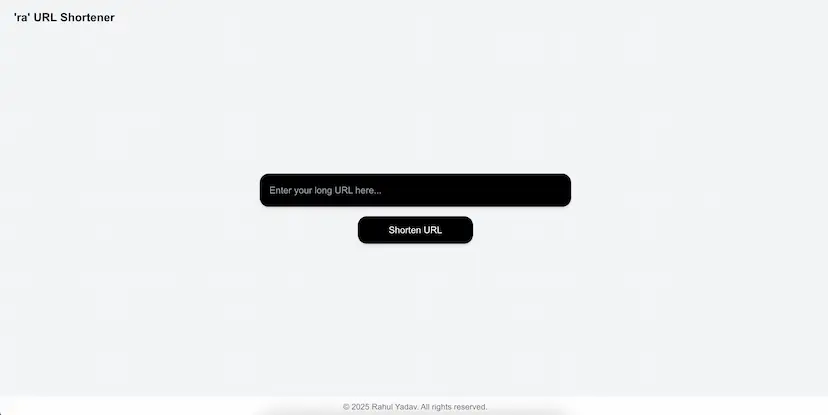 'ra' URL Shortener
Enter your long URL here...
Shorten URL
© 2025 Rahul Yadav. All rights reserved.